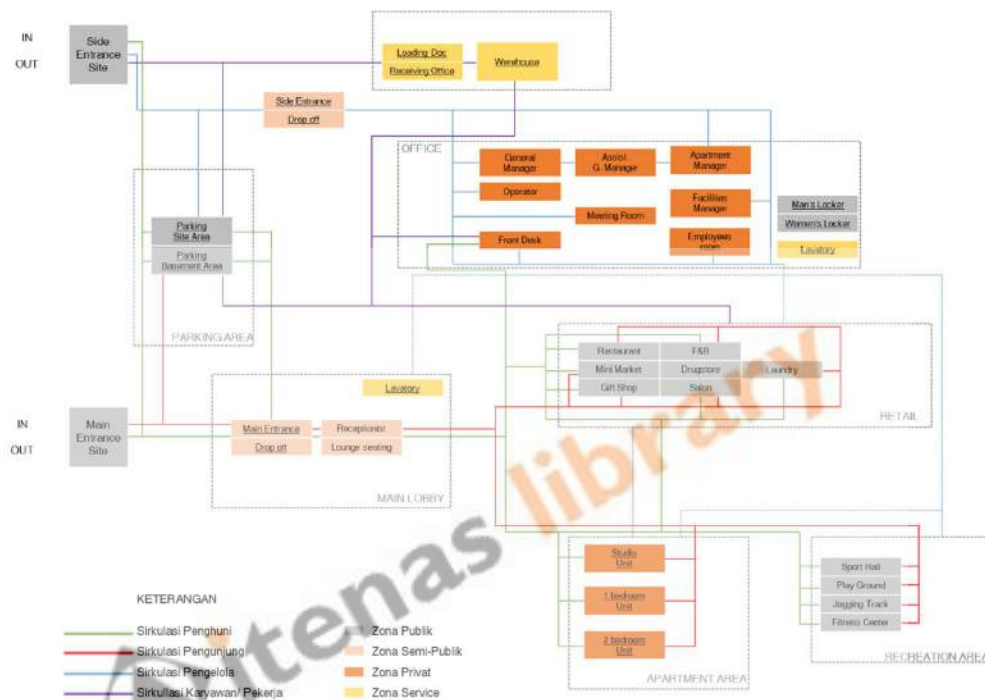 IN
OUT
Side
Entrance
Site
Loading Doc
Receiving Office
Warehouse
Side Entrance
Drop off
OFFICE
General
Manager
Assist
G. Manager
Apartment
Manager
Operator
Meeting Room
Facilities
Manager
Front Desk
Employees
room
Man's Locker
Women's Locker
Lavatory
Parking
Site Area
Parking
Basement Area
PARKING AREA
Restaurant
F&B
Mini Market
Drugstore
Laundry
Gift Shop
Salon
RETAIL
Lavatory
IN
OUT
Main
Entrance
Site
Main Entrance
Drop off
Receptionist
Lounge seating
MAIN LOBBY
Studio
Unit
1 bedroom
Unit
2 bedroom
Unit
APARTMENT AREA
Sport Hall
Play Ground
Jogging Track
Fitness Center
RECREATION AREA
KETERANGAN
Sirkulasi Penghuni
Sirkulasi Pengunjung
Sirkulasi Pengelola
Sirkullasi Karyawan/ Pekerja
Zona Publik
Zona Semi-Publik
Zona Privat
Zona Service
itenas library